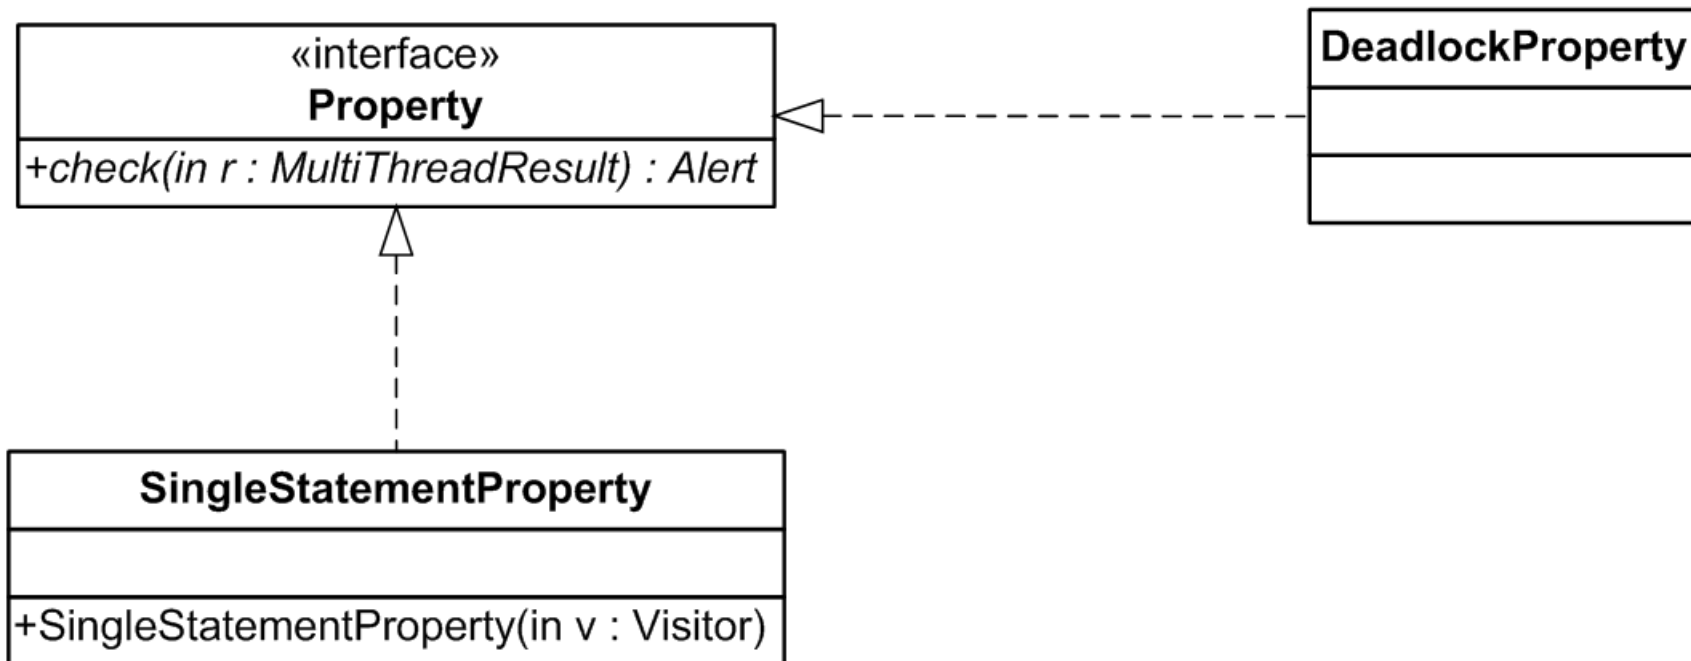 «interface»
Property
+check(in r : MultiThreadResult) : Alert
DeadlockProperty
SingleStatementProperty
+SingleStatementProperty(in v : Visitor)